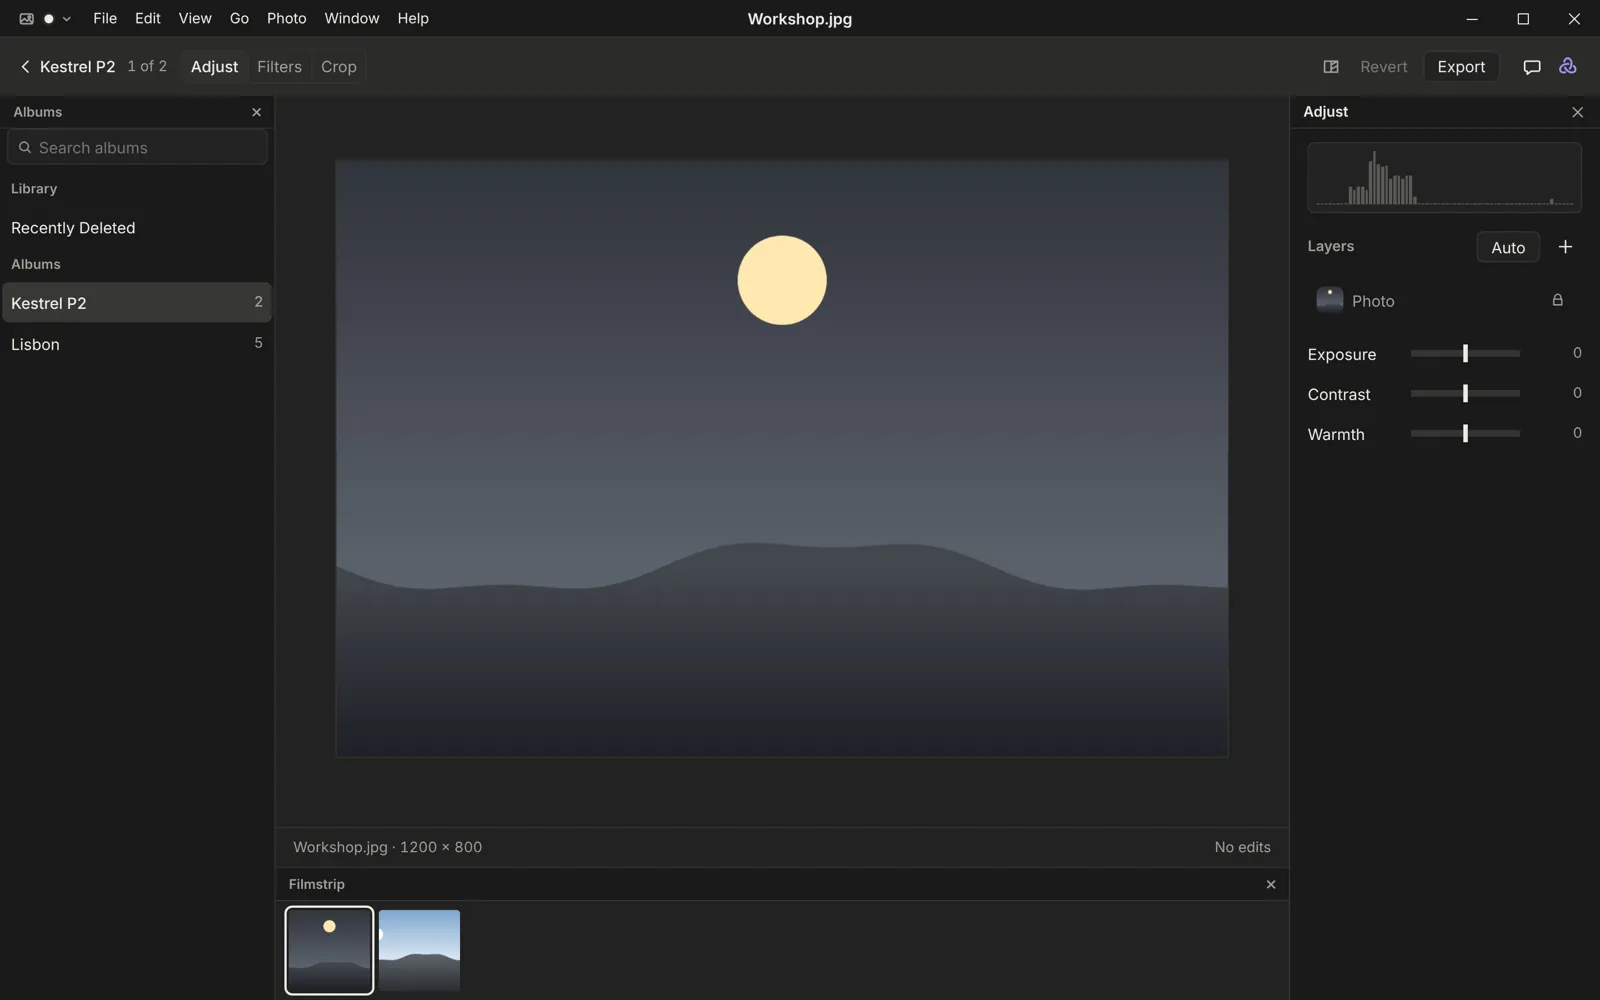 File Edit View Go Photo Window Help
Workshop.jpg
Kestrel P2 1 of 2 Adjust Filters Crop
Revert Export
Albums
Search albums
Library
Recently Deleted
Albums
Kestrel P2 2
Lisbon 5
Workshop.jpg · 1200 × 800
No edits
Filmstrip
Adjust
Layers Auto
Photo
Exposure 0
Contrast 0
Warmth 0